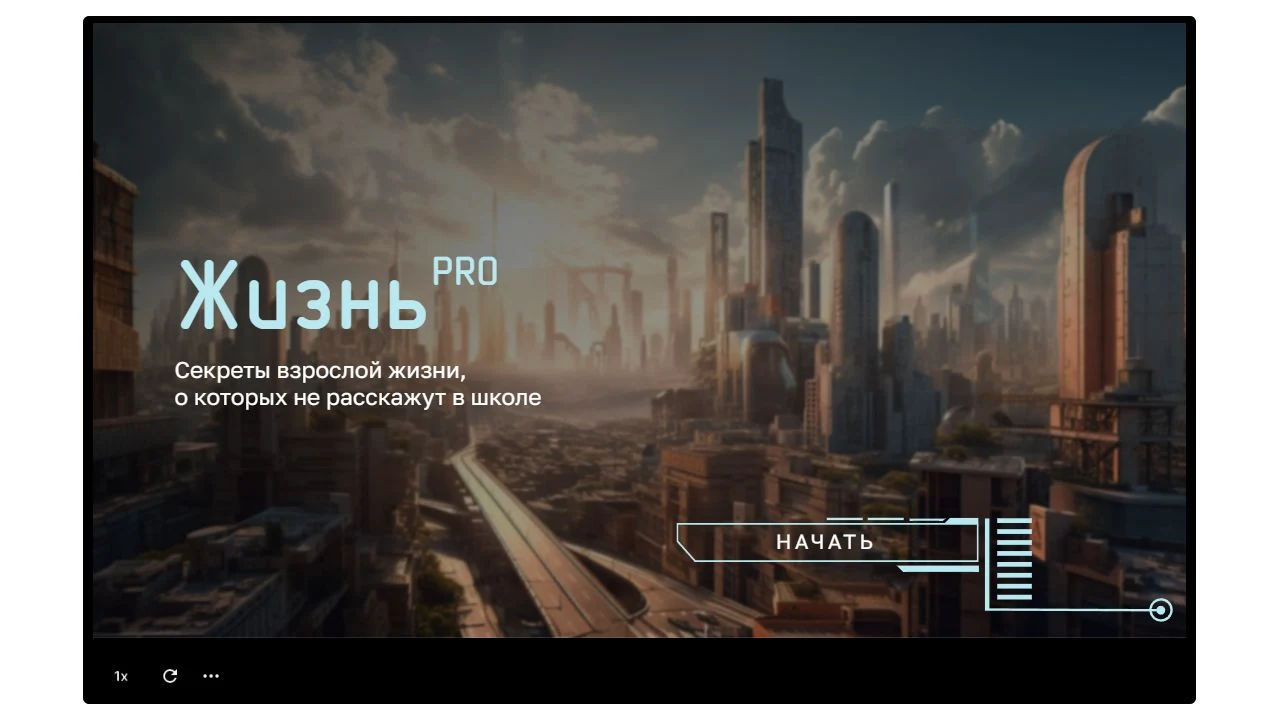 Жизнь PRO
Секреты взрослой жизни,
о которых не расскажут в школе
НАЧАТЬ
1x